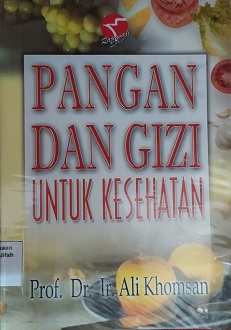 PANGAN
DAN GIZI
UNTUK KESEHATAN
Prof. Dr. Ir. Ali Khomsan